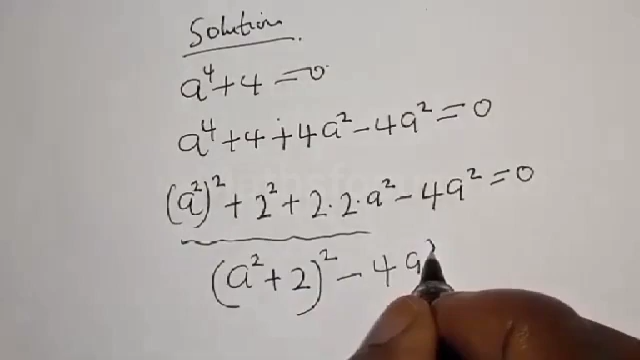 Solution
a⁴+4=0
a⁴+4+4a²-4a²=0
(a²)²+2²+2·2·a²-4a²=0
(a²+2)²-4a²